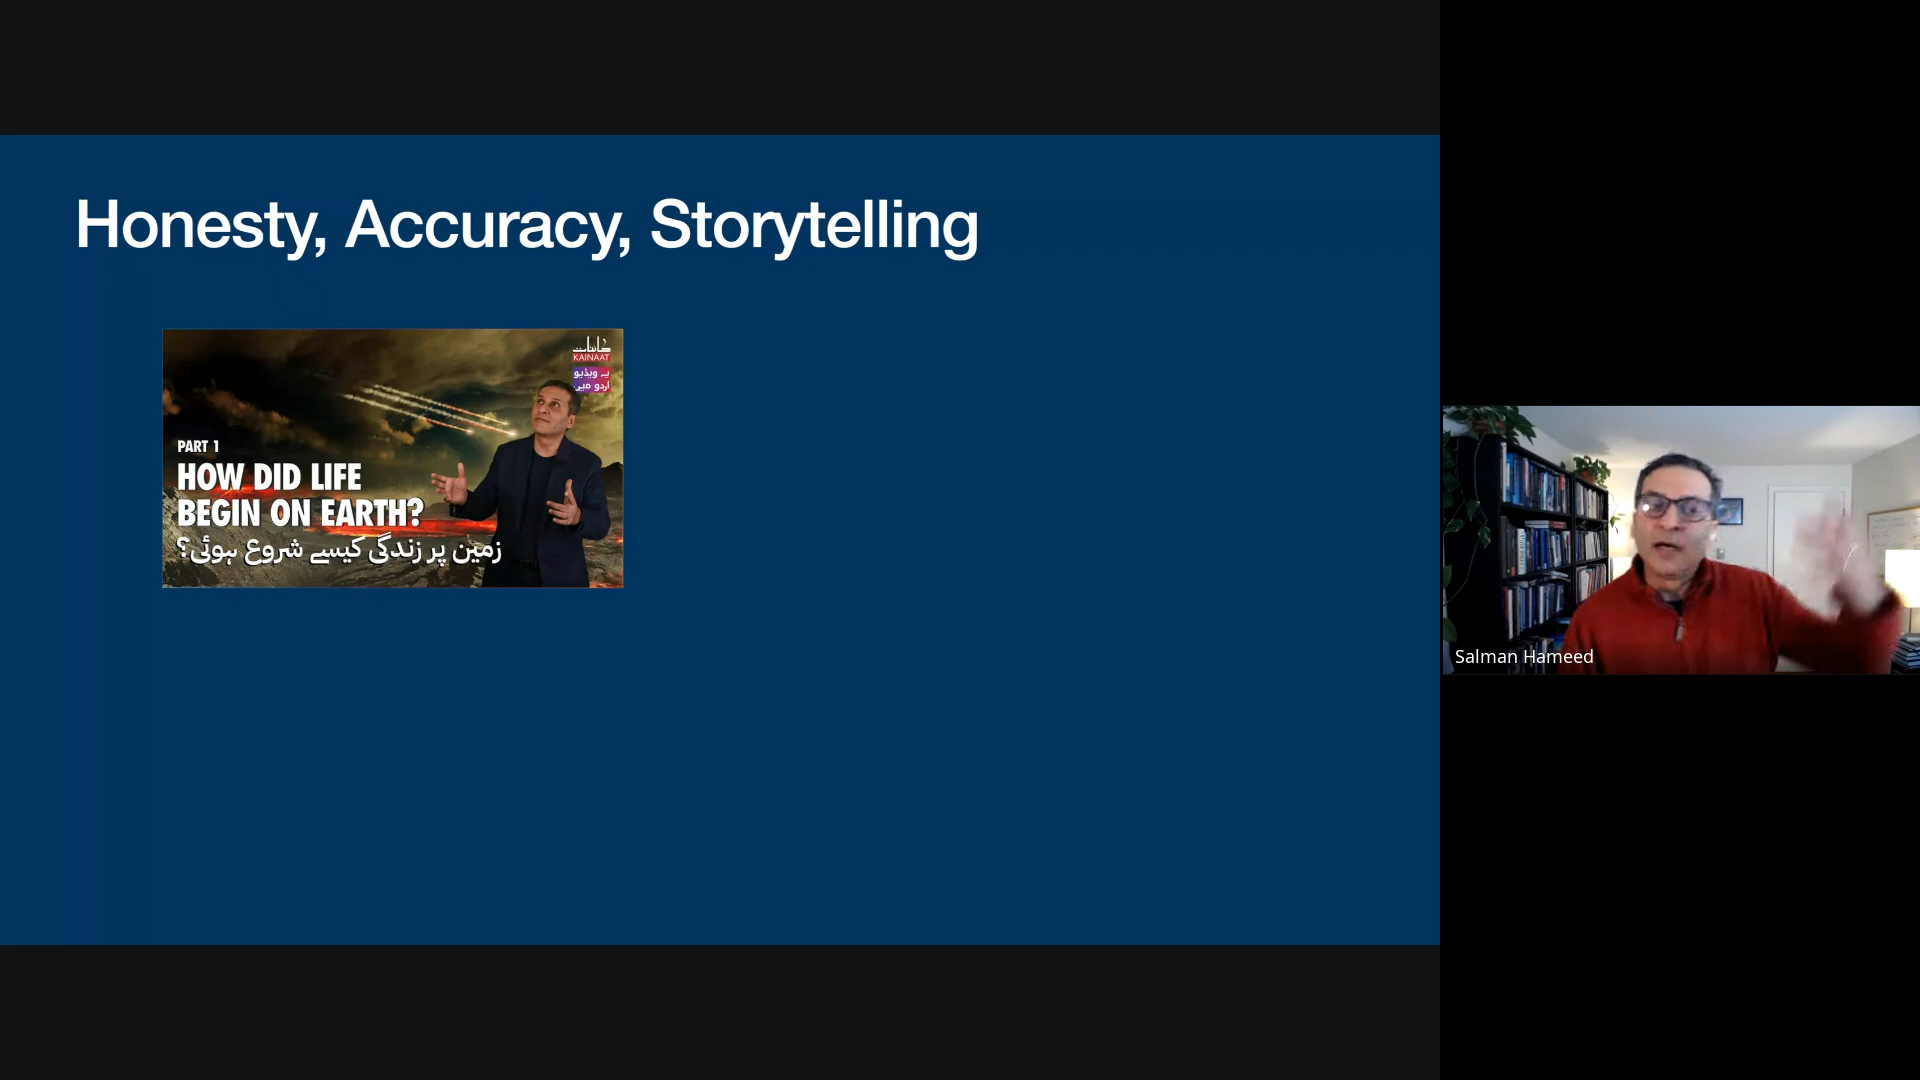 Honesty, Accuracy, Storytelling
کائنات
KAINAAT
یہ ویڈیو
اردو میں
PART 1
HOW DID LIFE
BEGIN ON EARTH?
زمین پر زندگی کیسے شروع ہوئی؟
Salman Hameed